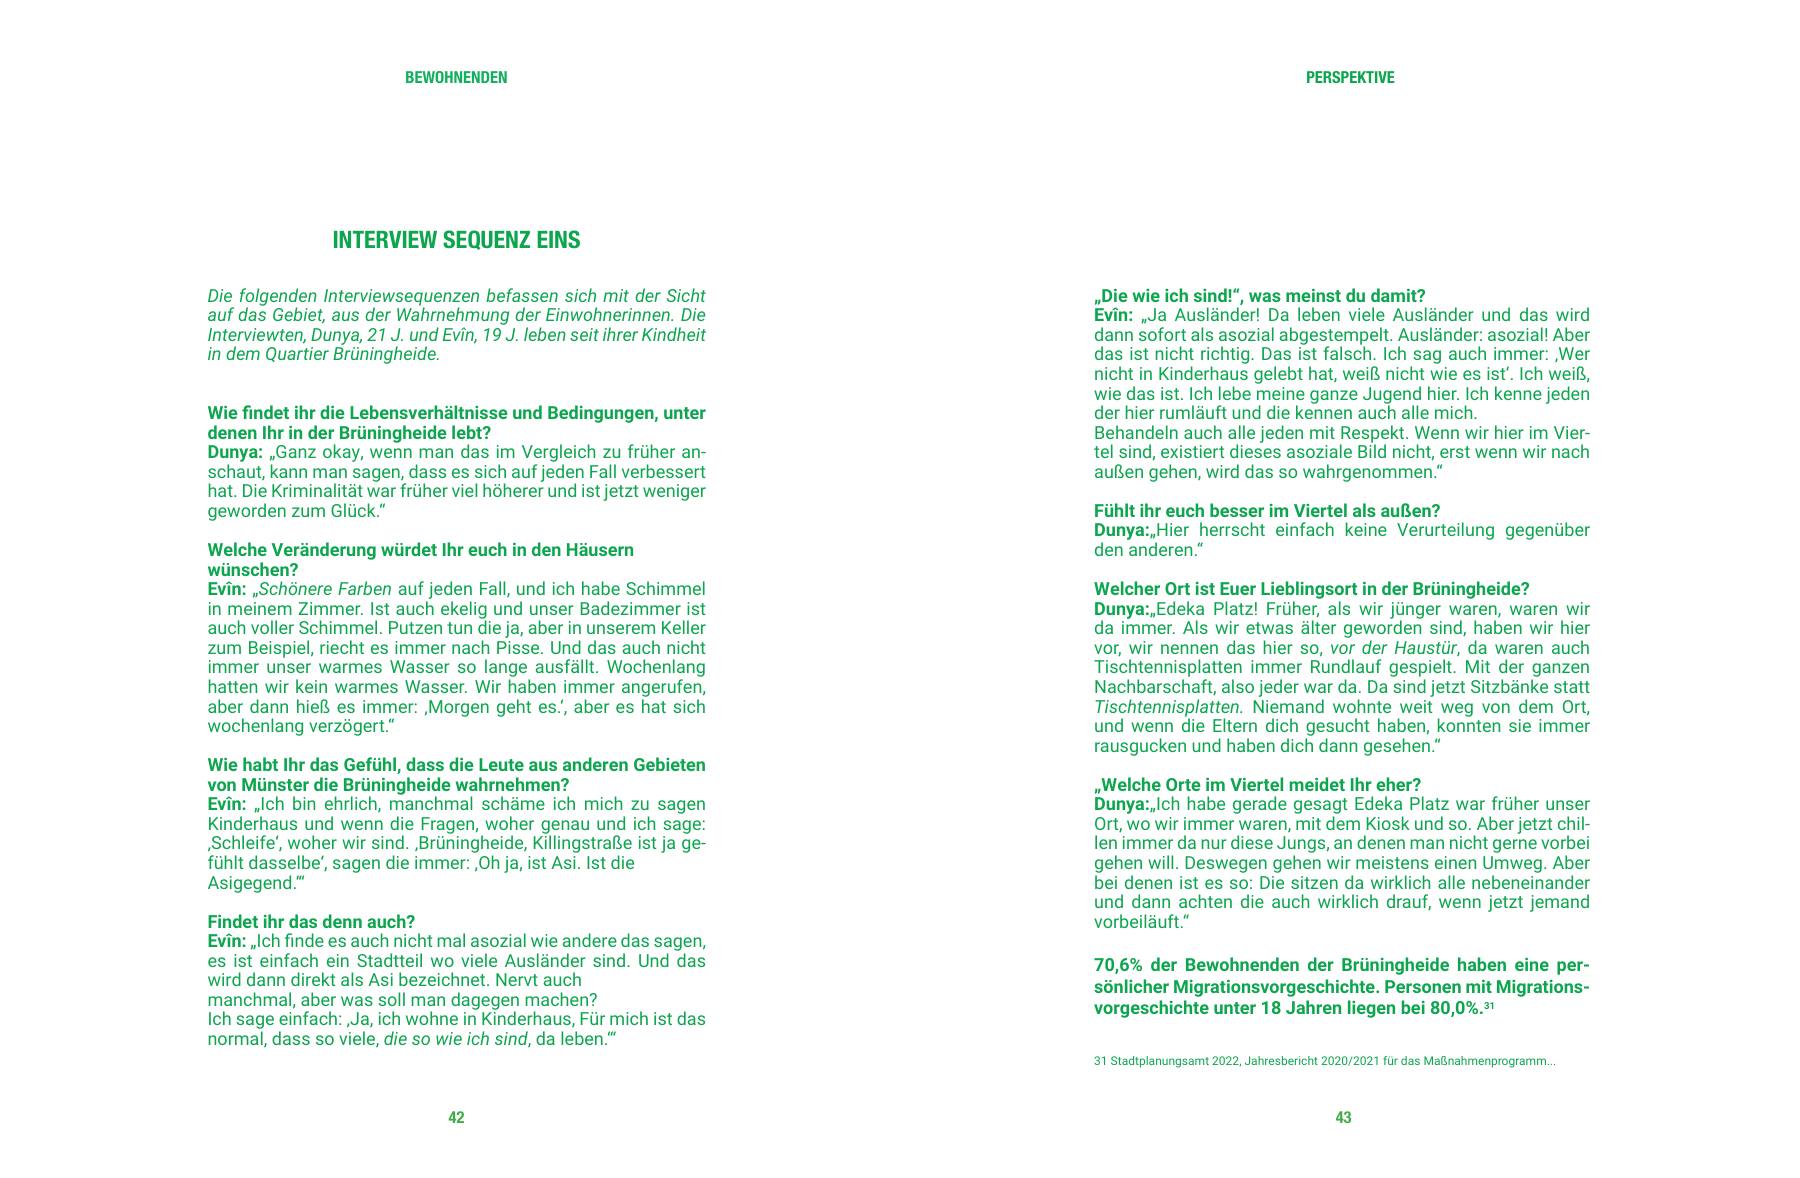 BEWOHNENDEN
INTERVIEW SEQUENZ EINS
Die folgenden Interviewsequenzen befassen sich mit der Sicht
auf das Gebiet, aus der Wahrnehmung der Einwohnerinnen. Die
Interviewten, Dunya, 21 J. und Evîn, 19 J. leben seit ihrer Kindheit
in dem Quartier Brüningheide.
Wie findet ihr die Lebensverhältnisse und Bedingungen, unter
denen Ihr in der Brüningheide lebt?
Dunya: „Ganz okay, wenn man das im Vergleich zu früher an-
schaut, kann man sagen, dass es sich auf jeden Fall verbessert
hat. Die Kriminalität war früher viel höherer und ist jetzt weniger
geworden zum Glück.“
Welche Veränderung würdet Ihr euch in den Häusern
wünschen?
Evîn: „Schönere Farben auf jeden Fall, und ich habe Schimmel
in meinem Zimmer. Ist auch ekelig und unser Badezimmer ist
auch voller Schimmel. Putzen tun die ja, aber in unserem Keller
zum Beispiel, riecht es immer nach Pisse. Und das auch nicht
immer unser warmes Wasser so lange ausfällt. Wochenlang
hatten wir kein warmes Wasser. Wir haben immer angerufen,
aber dann hieß es immer: ‚Morgen geht es.‘, aber es hat sich
wochenlang verzögert.“
Wie habt Ihr das Gefühl, dass die Leute aus anderen Gebieten
von Münster die Brüningheide wahrnehmen?
Evîn: „Ich bin ehrlich, manchmal schäme ich mich zu sagen
Kinderhaus und wenn die Fragen, woher genau und ich sage:
‚Schleife‘, woher wir sind. ‚Brüningheide, Killingstraße ist ja ge-
fühlt dasselbe‘, sagen die immer: ‚Oh ja, ist Asi. Ist die
Asigegend.‘“
Findet ihr das denn auch?
Evîn: „Ich finde es auch nicht mal asozial wie andere das sagen,
es ist einfach ein Stadtteil wo viele Ausländer sind. Und das
wird dann direkt als Asi bezeichnet. Nervt auch
manchmal, aber was soll man dagegen machen?
Ich sage einfach: ‚Ja, ich wohne in Kinderhaus, Für mich ist das
normal, dass so viele, die so wie ich sind, da leben.‘“
42
PERSPEKTIVE
„Die wie ich sind!“, was meinst du damit?
Evîn: „Ja Ausländer! Da leben viele Ausländer und das wird
dann sofort als asozial abgestempelt. Ausländer: asozial! Aber
das ist nicht richtig. Das ist falsch. Ich sag auch immer: ‚Wer
nicht in Kinderhaus gelebt hat, weiß nicht wie es ist‘. Ich weiß,
wie das ist. Ich lebe meine ganze Jugend hier. Ich kenne jeden
der hier rumläuft und die kennen auch alle mich.
Behandeln auch alle jeden mit Respekt. Wenn wir hier im Vier-
tel sind, existiert dieses asoziale Bild nicht, erst wenn wir nach
außen gehen, wird das so wahrgenommen.“
Fühlt ihr euch besser im Viertel als außen?
Dunya:„Hier herrscht einfach keine Verurteilung gegenüber
den anderen.“
Welcher Ort ist Euer Lieblingsort in der Brüningheide?
Dunya:„Edeka Platz! Früher, als wir jünger waren, waren wir
da immer. Als wir etwas älter geworden sind, haben wir hier
vor, wir nennen das hier so, vor der Haustür, da waren auch
Tischtennisplatten immer Rundlauf gespielt. Mit der ganzen
Nachbarschaft, also jeder war da. Da sind jetzt Sitzbänke statt
Tischtennisplatten. Niemand wohnte weit weg von dem Ort,
und wenn die Eltern dich gesucht haben, konnten sie immer
rausgucken und haben dich dann gesehen.“
„Welche Orte im Viertel meidet Ihr eher?
Dunya:„Ich habe gerade gesagt Edeka Platz war früher unser
Ort, wo wir immer waren, mit dem Kiosk und so. Aber jetzt chil-
len immer da nur diese Jungs, an denen man nicht gerne vorbei
gehen will. Deswegen gehen wir meistens einen Umweg. Aber
bei denen ist es so: Die sitzen da wirklich alle nebeneinander
und dann achten die auch wirklich drauf, wenn jetzt jemand
vorbeiläuft.“
70,6% der Bewohnenden der Brüningheide haben eine per-
sönlicher Migrationsvorgeschichte. Personen mit Migrations-
vorgeschichte unter 18 Jahren liegen bei 80,0%.³¹
31 Stadtplanungsamt 2022, Jahresbericht 2020/2021 für das Maßnahmenprogramm...
43